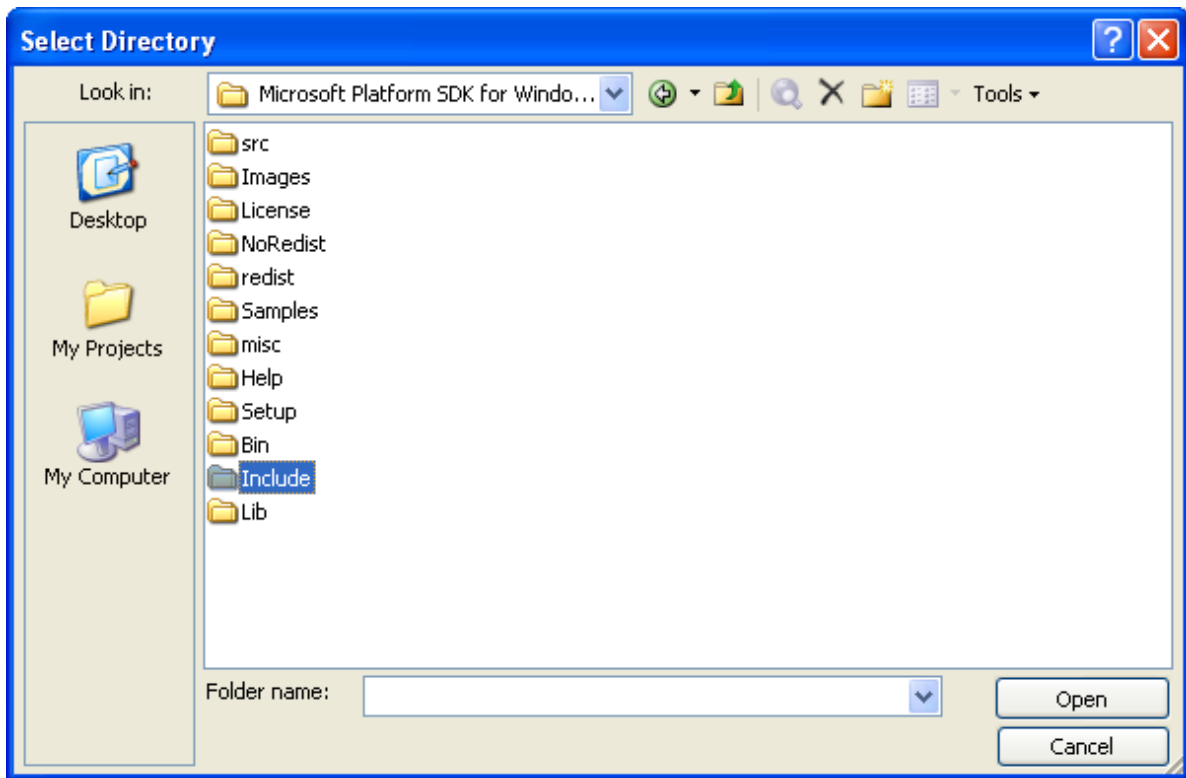 Select Directory
Look in:
Microsoft Platform SDK for Windo...
Tools
Desktop
My Projects
My Computer
src
Images
License
NoRedist
redist
Samples
misc
Help
Setup
Bin
Include
Lib
Folder name:
Open
Cancel